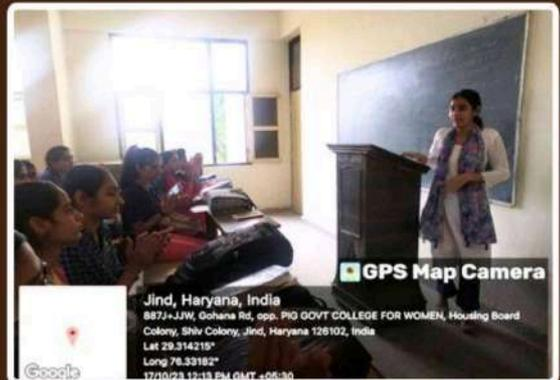 GPS Map Camera
Jind, Haryana, India
887J+JJW, Gohana Rd, opp. PIG GOVT COLLEGE FOR WOMEN, Housing Board
Colony, Shiv Colony, Jind, Haryana 126102, India
Lat 29.314215°
Long 76.33182°
17/10/23 12:13 PM GMT +05:30
Google